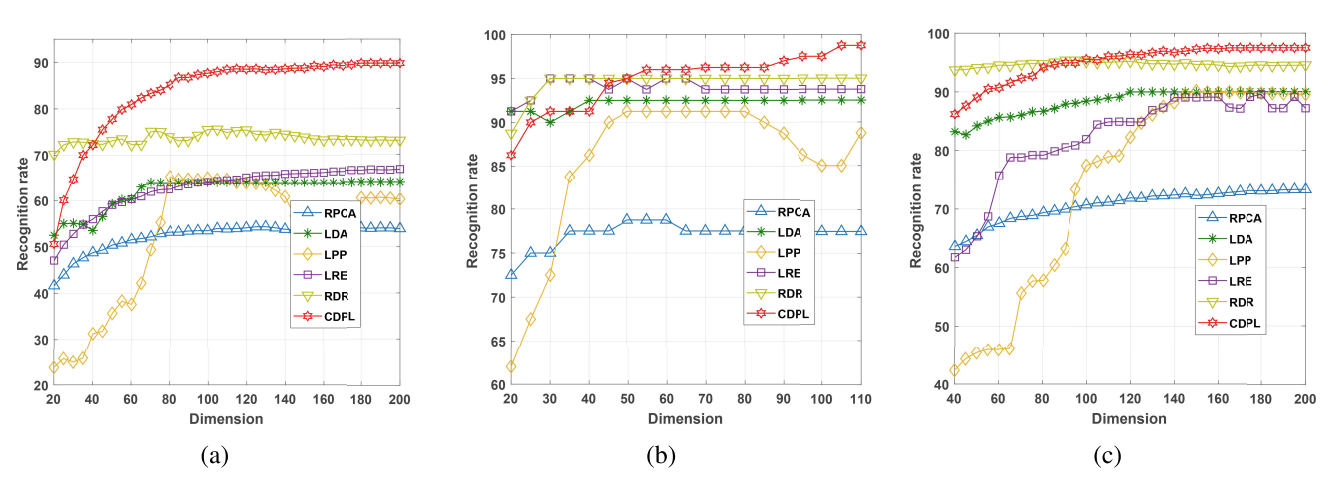 90
80
70
60
50
40
30
20
20 40 60 80 100 120 140 160 180 200
Recognition rate
Dimension
RPCA
LDA
LPP
LRE
RDR
CDPL
(a)
100
95
90
85
80
75
70
65
60
20 30 40 50 60 70 80 90 100 110
Recognition rate
Dimension
RPCA
LDA
LPP
LRE
RDR
CDPL
(b)
100
90
80
70
60
50
40
40 60 80 100 120 140 160 180 200
Recognition rate
Dimension
RPCA
LDA
LPP
LRE
RDR
CDPL
(c)